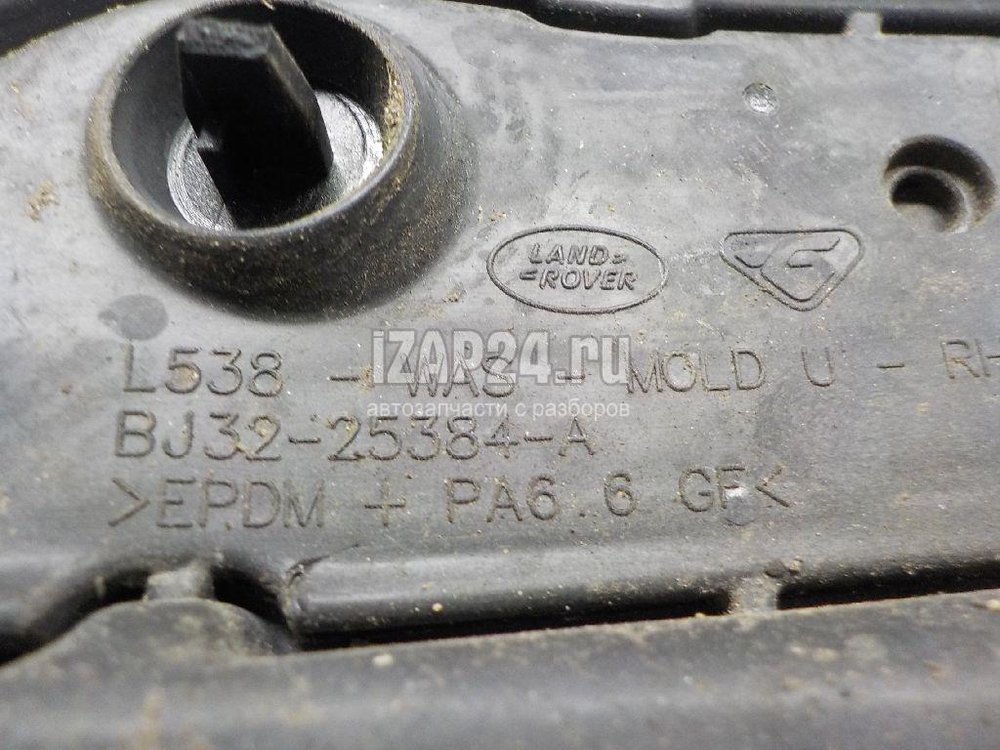 LAND
ROVER
iZAP24.ru
автозапчасти с разборов
L538 - WAS - MOLD U - RH
BJ32-25384-A
>EPDM + PA6.6 GF<